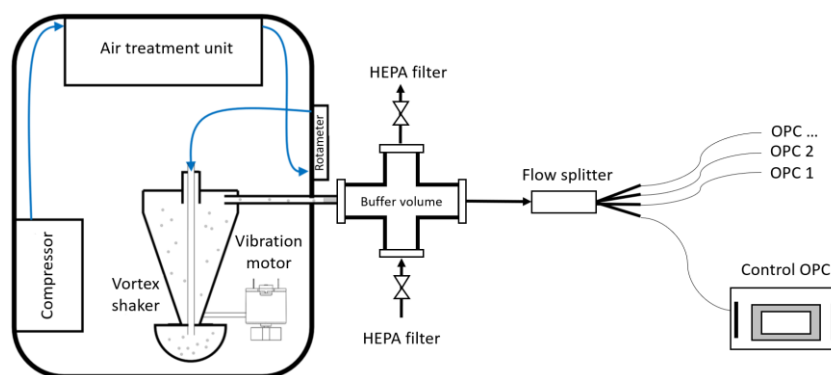 Air treatment unit
HEPA filter
Rotameter
OPC ...
OPC 2
OPC 1
Flow splitter
Buffer volume
Compressor
Vibration
motor
Vortex
shaker
Control OPC
HEPA filter